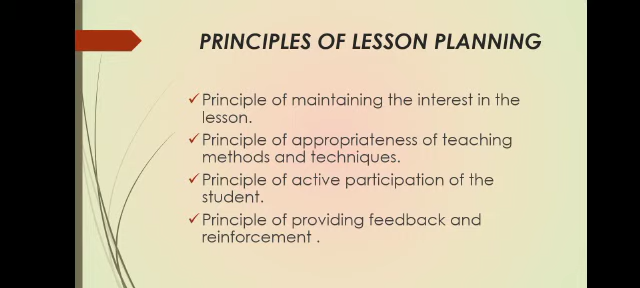 PRINCIPLES OF LESSON PLANNING
✓Principle of maintaining the interest in the
lesson.
✓Principle of appropriateness of teaching
methods and techniques.
✓Principle of active participation of the
student.
✓Principle of providing feedback and
reinforcement .